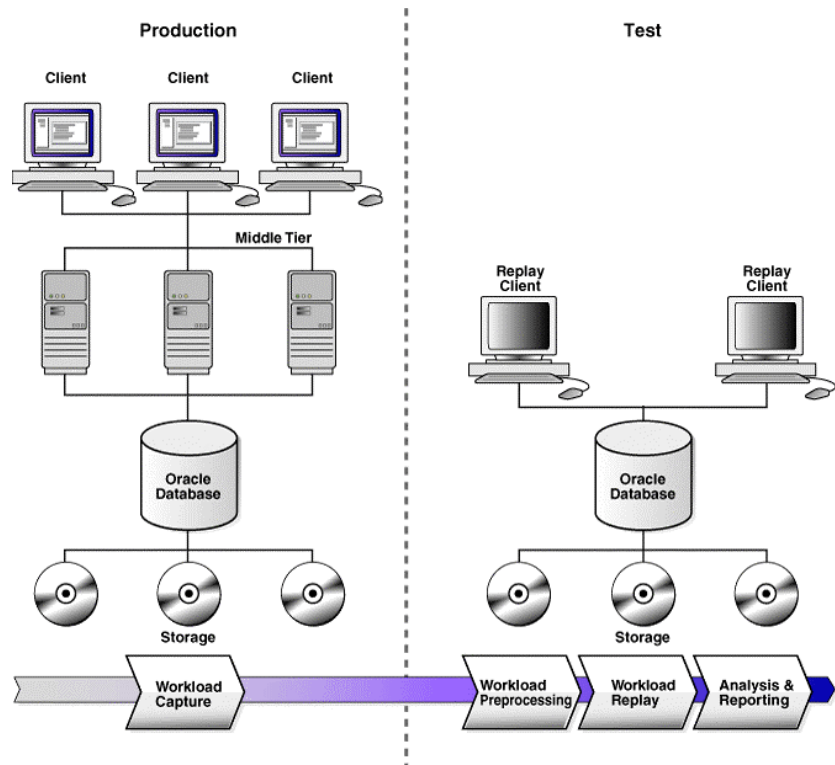 Production
Test
Client
Client
Client
Middle Tier
Replay
Client
Replay
Client
Oracle
Database
Oracle
Database
Storage
Storage
Workload
Capture
Workload
Preprocessing
Workload
Replay
Analysis &
Reporting